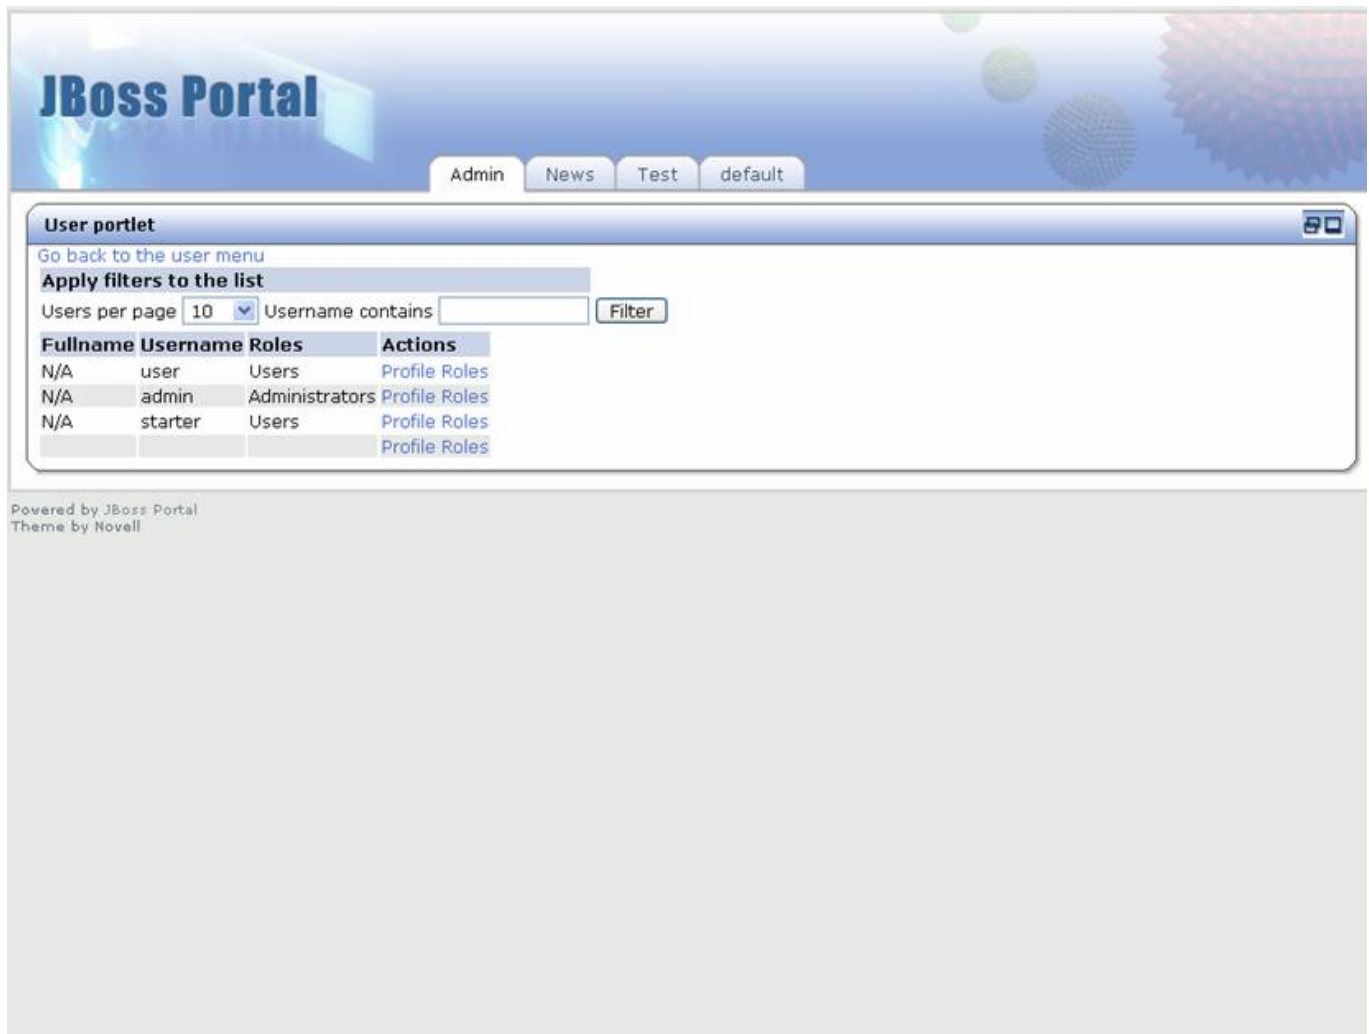 JBoss Portal
Admin News Test default
User portlet
Go back to the user menu
Apply filters to the list
Users per page 10 Username contains Filter
Fullname Username Roles Actions
N/A user Users Profile Roles
N/A admin Administrators Profile Roles
N/A starter Users Profile Roles
Profile Roles
Powered by JBoss Portal
Theme by Novell